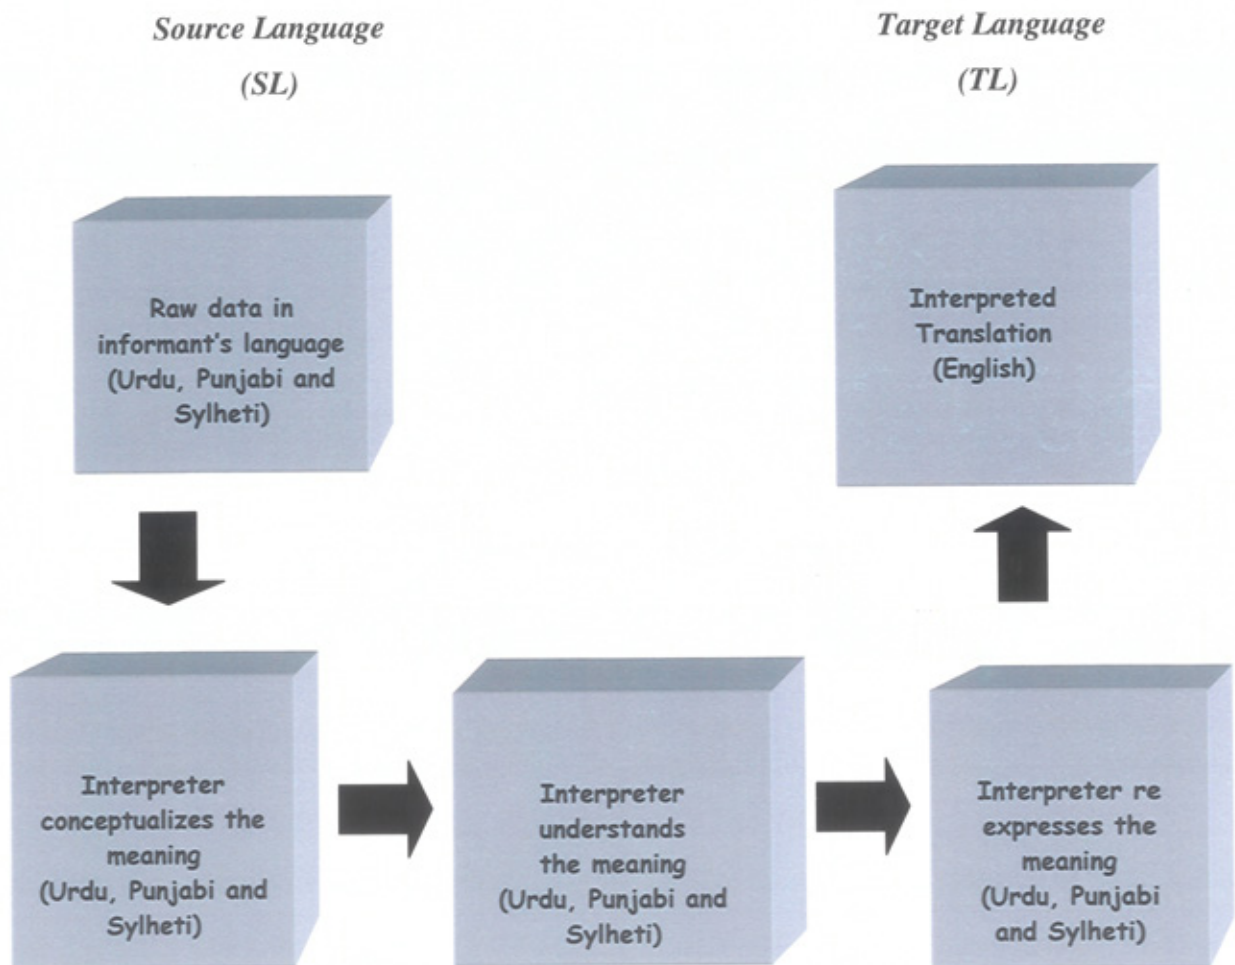 Source Language
(SL)
Target Language
(TL)
Raw data in
informant's language
(Urdu, Punjabi and
Sylheti)
Interpreted
Translation
(English)
Interpreter
conceptualizes the
meaning
(Urdu, Punjabi and
Sylheti)
Interpreter
understands
the meaning
(Urdu, Punjabi and
Sylheti)
Interpreter re
expresses the
meaning
(Urdu, Punjabi
and Sylheti)